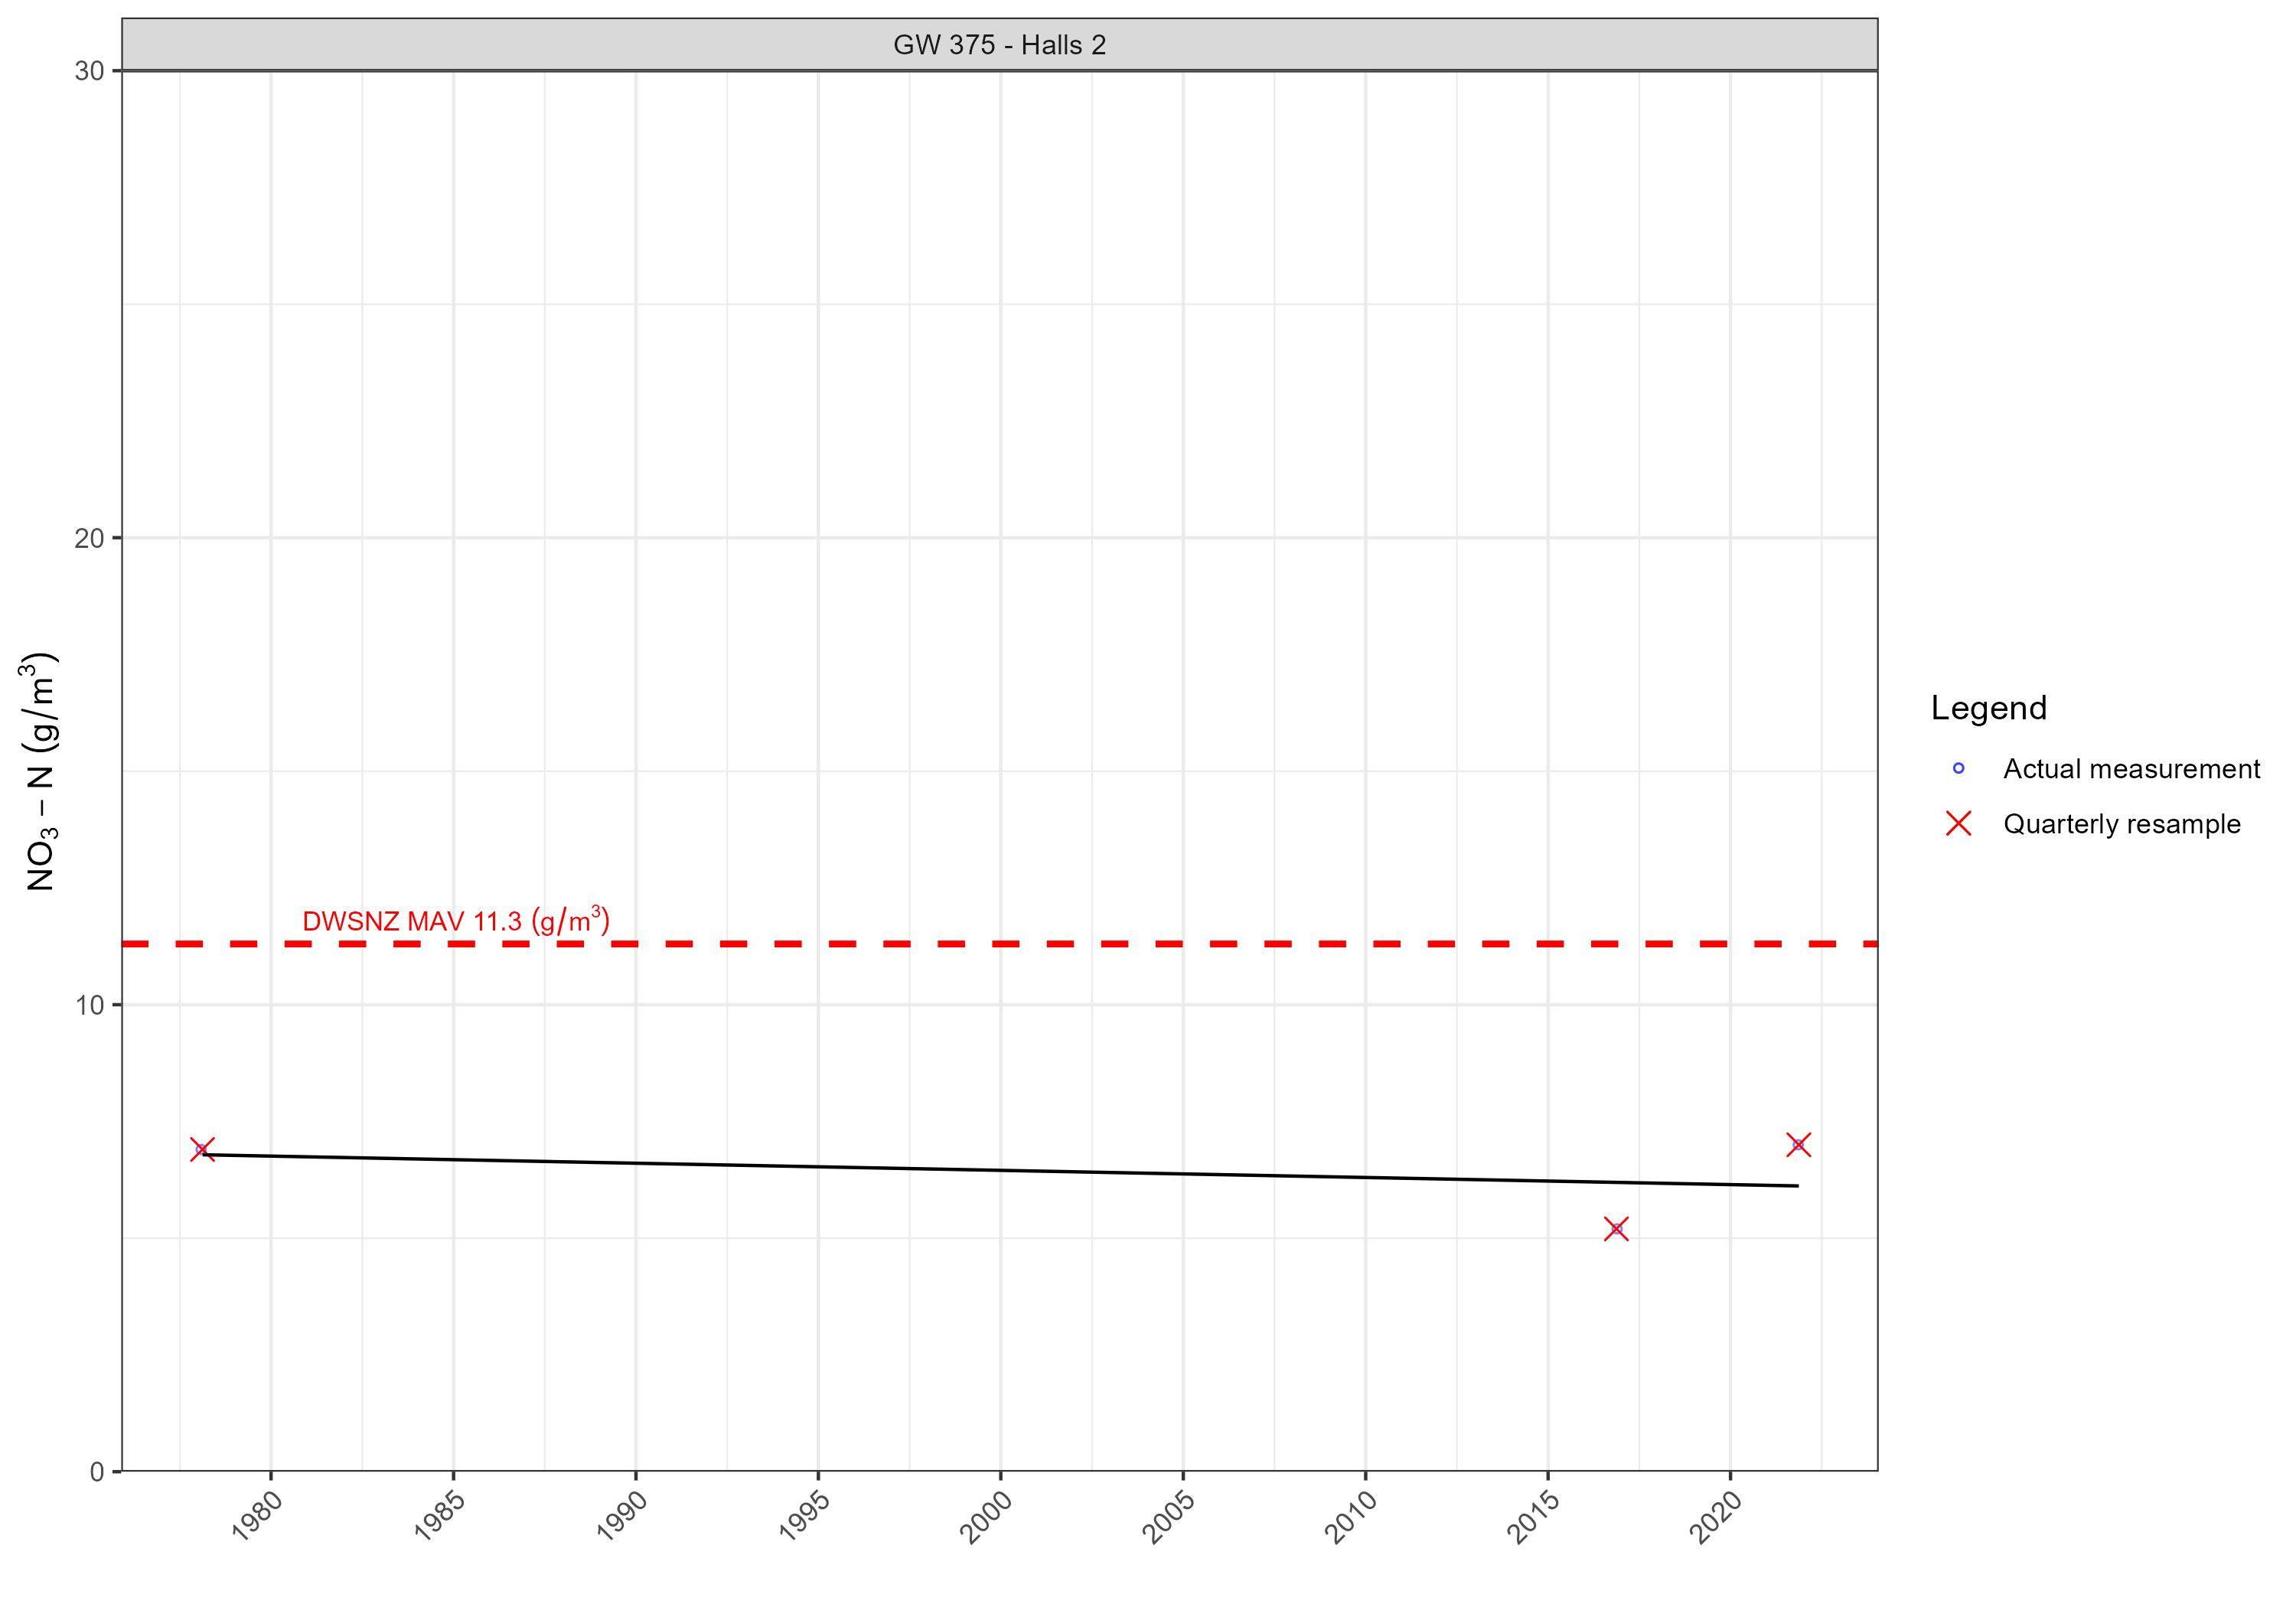 GW 375 - Halls 2
30
20
10
0
NO₃ – N (g/m³)
DWSNZ MAV 11.3 (g/m³)
1980
1985
1990
1995
2000
2005
2010
2015
2020
Legend
Actual measurement
Quarterly resample